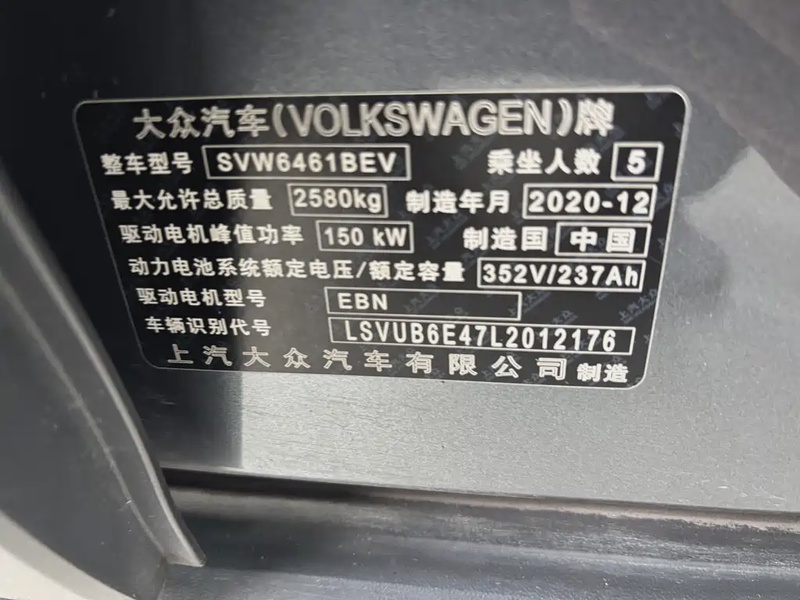 大众汽车(VOLKSWAGEN)牌
整车型号 SVW6461BEV 乘坐人数 5
最大允许总质量 2580kg 制造年月 2020-12
驱动电机峰值功率 150 kW 制造国 中国
动力电池系统额定电压/额定容量 352V/237Ah
驱动电机型号 EBN
车辆识别代号 LSVUB6E47L2012176
上汽大众汽车有限公司 制造